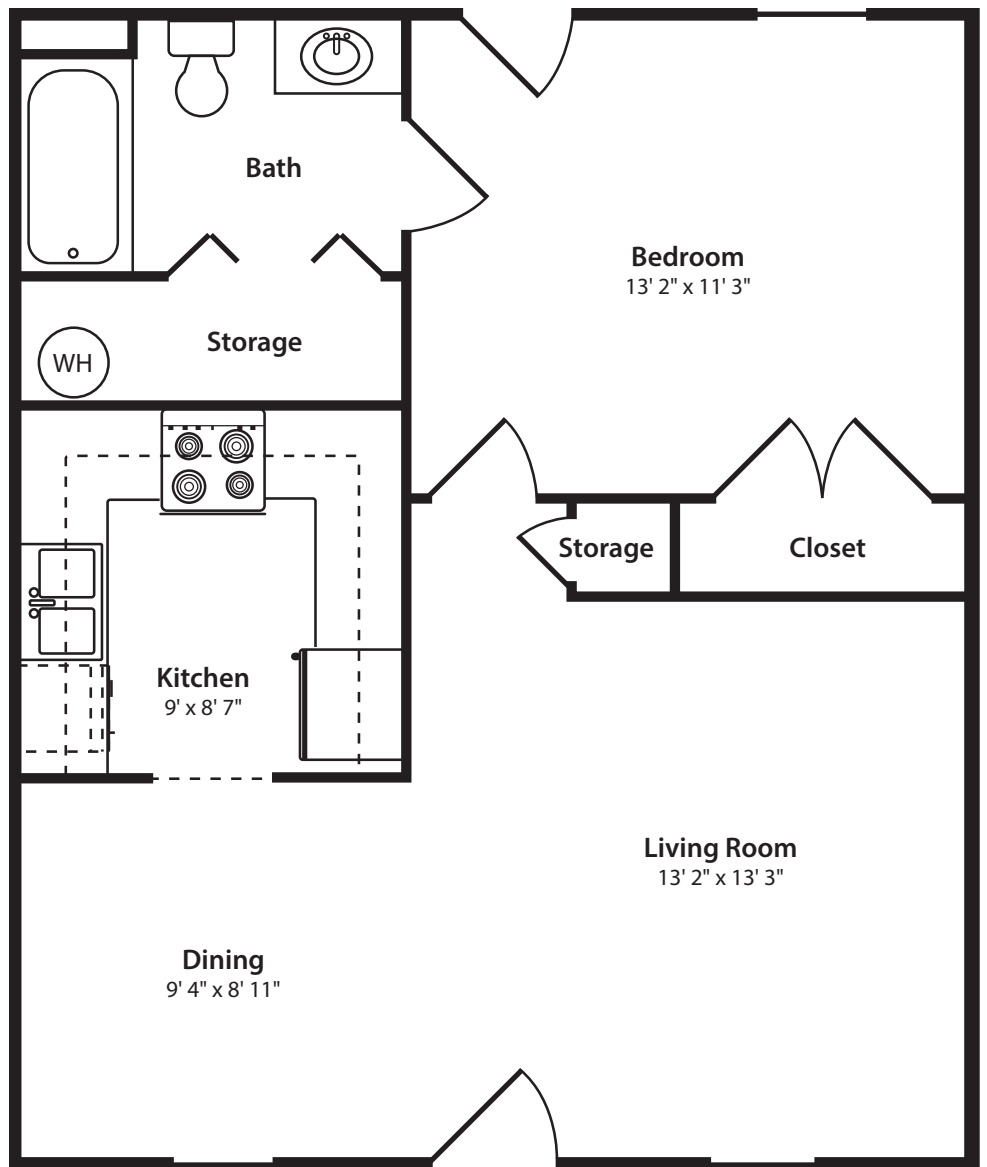 Bath
Bedroom
13' 2" x 11' 3"
Storage
WH
Storage
Closet
Kitchen
9' x 8' 7"
Living Room
13' 2" x 13' 3"
Dining
9' 4" x 8' 11"